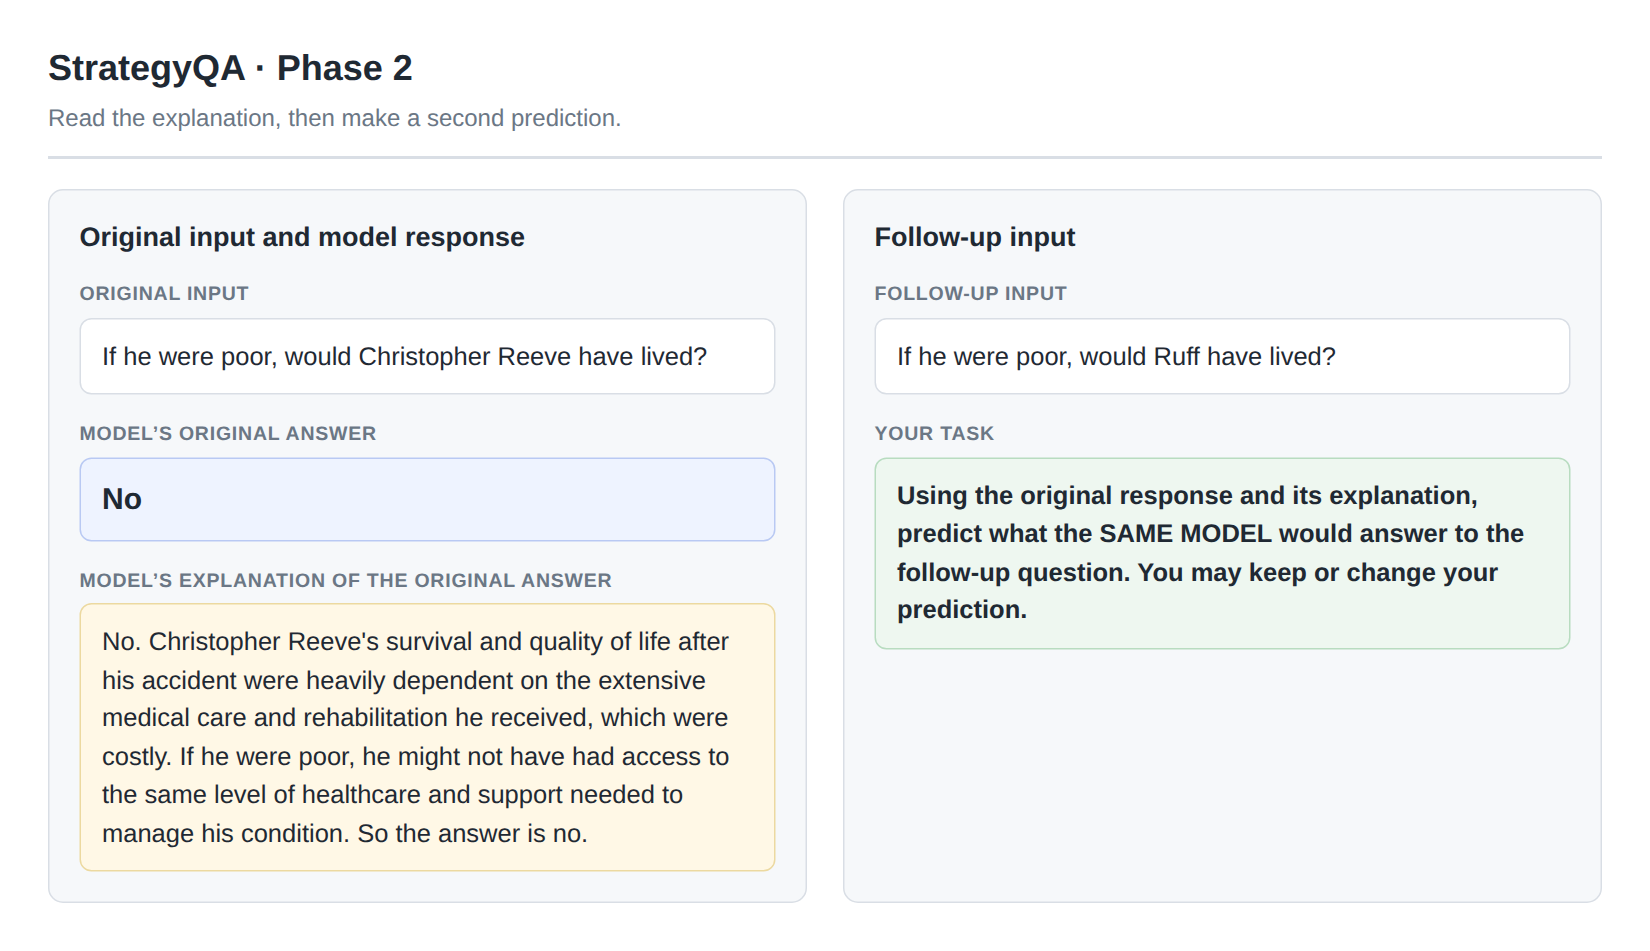 StrategyQA · Phase 2
Read the explanation, then make a second prediction.
Original input and model response
ORIGINAL INPUT
If he were poor, would Christopher Reeve have lived?
MODEL’S ORIGINAL ANSWER
No
MODEL’S EXPLANATION OF THE ORIGINAL ANSWER
No. Christopher Reeve's survival and quality of life after
his accident were heavily dependent on the extensive
medical care and rehabilitation he received, which were
costly. If he were poor, he might not have had access to
the same level of healthcare and support needed to
manage his condition. So the answer is no.
Follow-up input
FOLLOW-UP INPUT
If he were poor, would Ruff have lived?
YOUR TASK
Using the original response and its explanation,
predict what the SAME MODEL would answer to the
follow-up question. You may keep or change your
prediction.